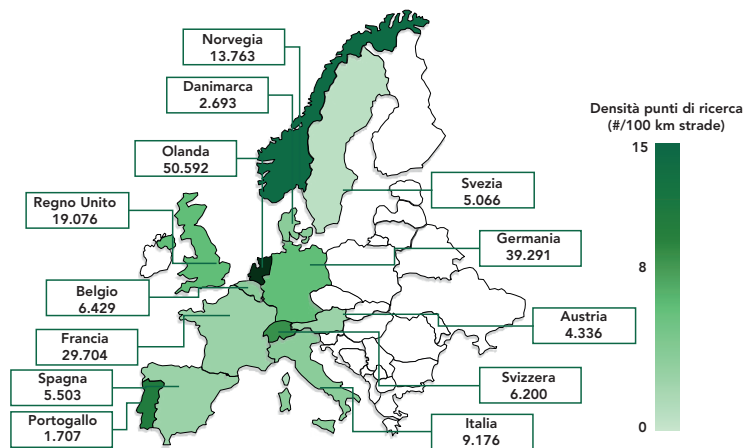 Norvegia
13.763
Danimarca
2.693
Olanda
50.592
Regno Unito
19.076
Belgio
6.429
Francia
29.704
Spagna
5.503
Portogallo
1.707
Svezia
5.066
Germania
39.291
Austria
4.336
Svizzera
6.200
Italia
9.176
Densità punti di ricerca
(#/100 km strade)
15
8
0